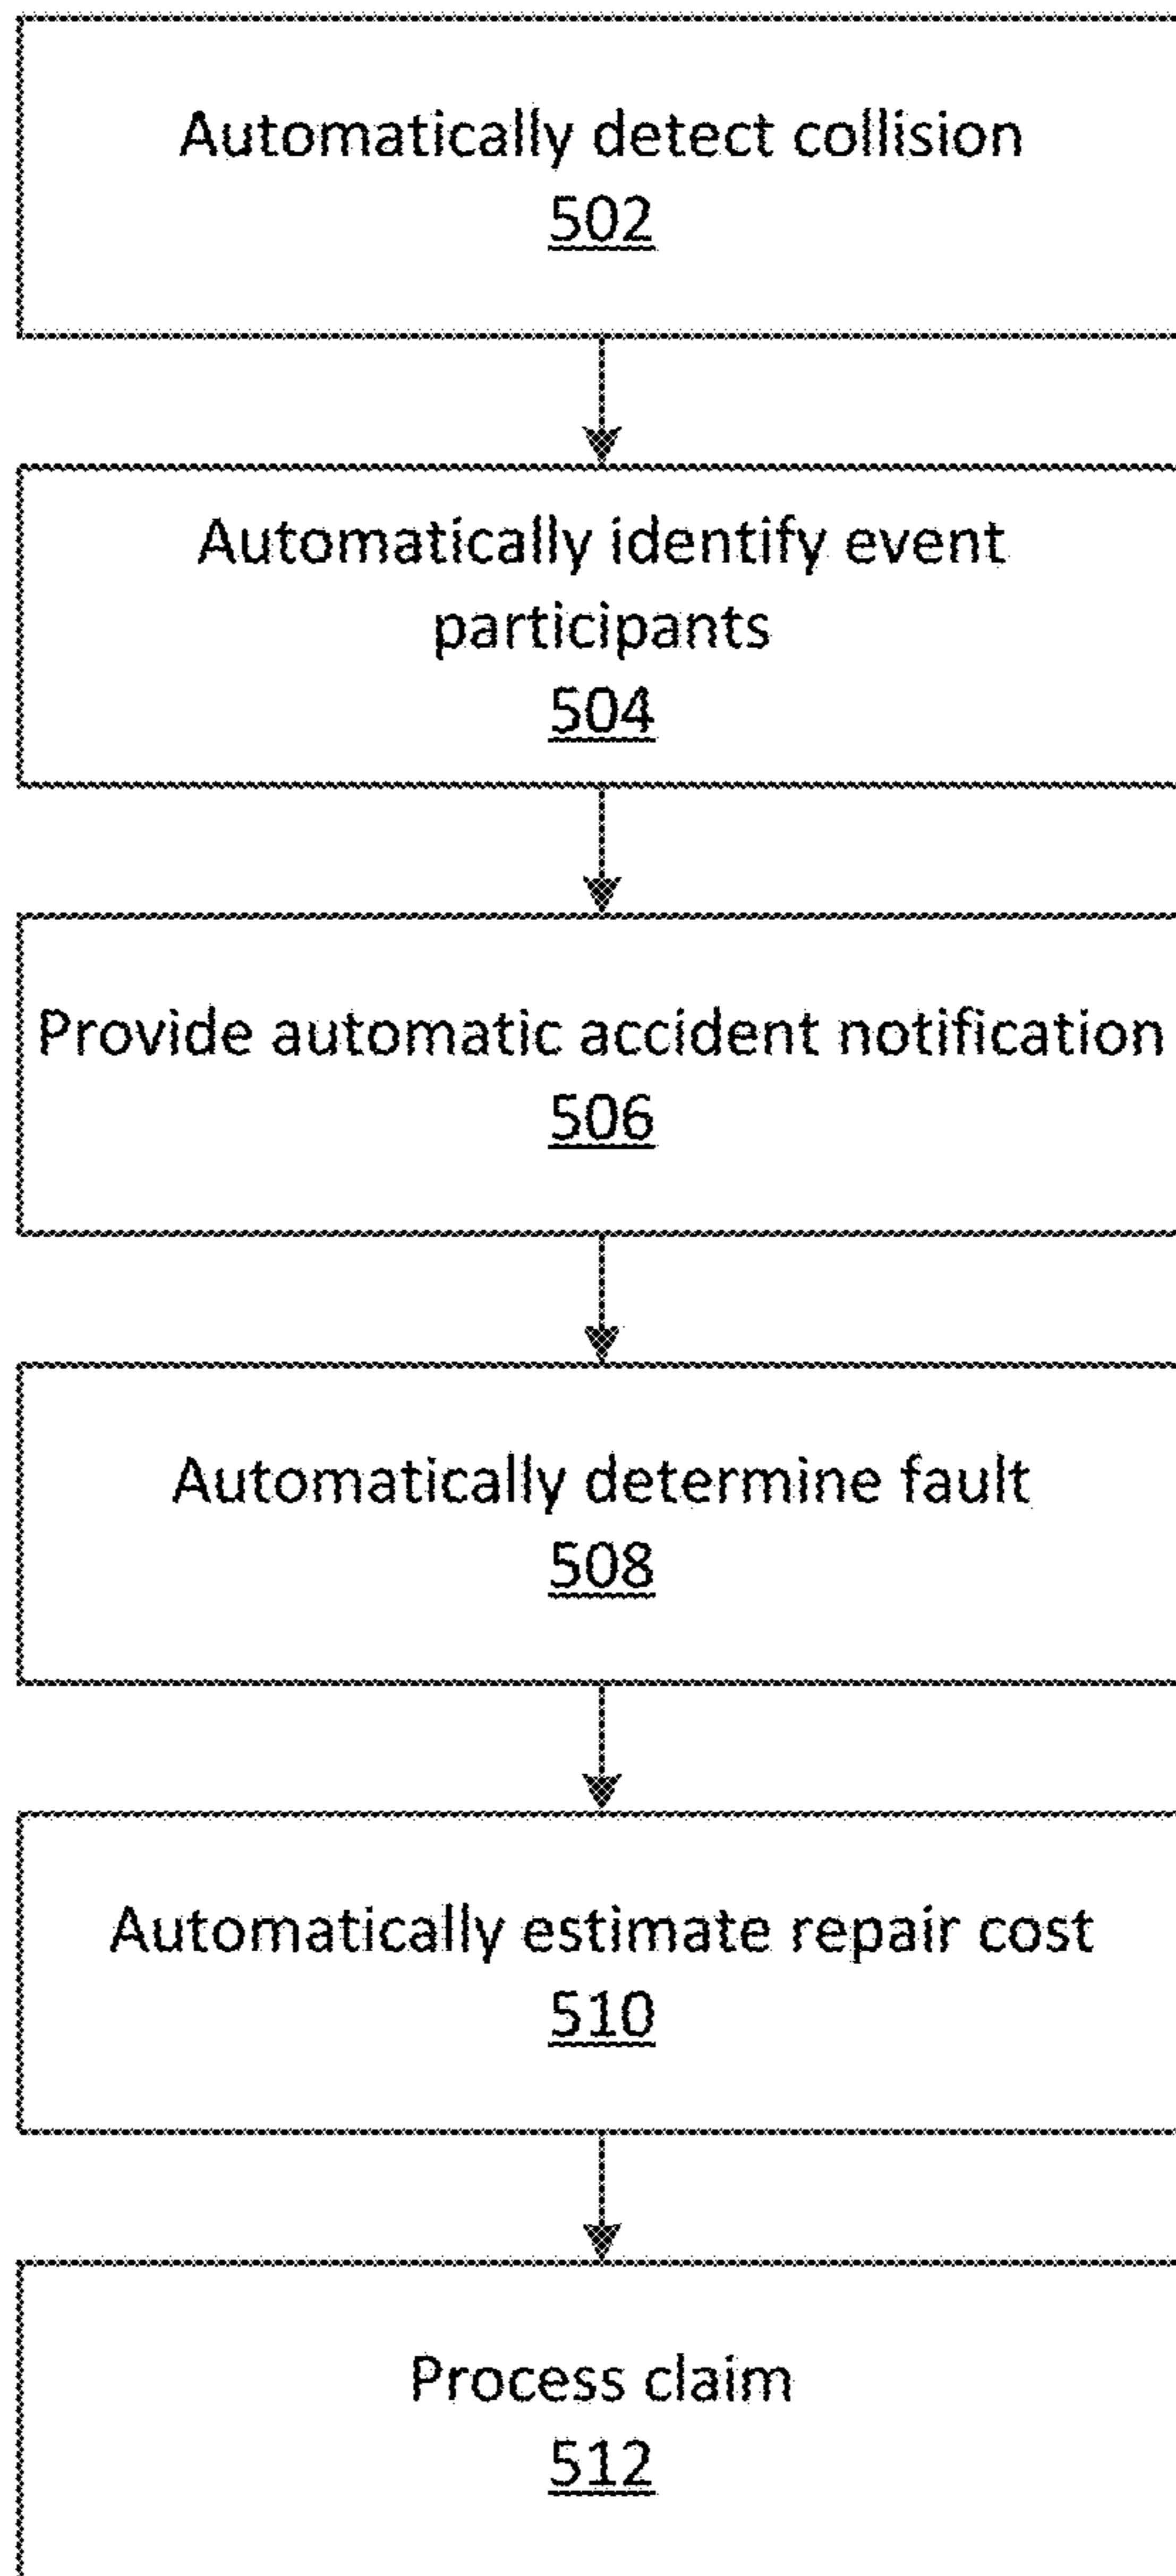 Automatically detect collision
502
Automatically identify event
participants
504
Provide automatic accident notification
506
Automatically determine fault
508
Automatically estimate repair cost
510
Process claim
512